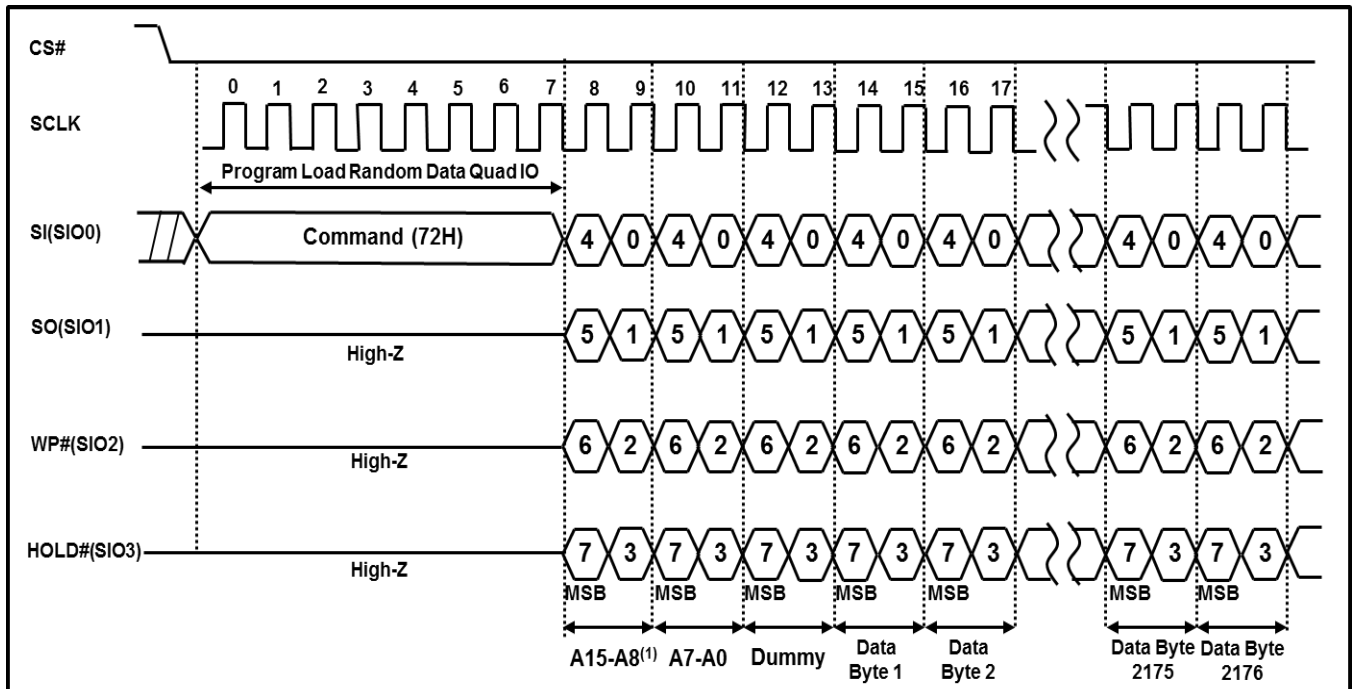 CS#
0 1 2 3 4 5 6 7 8 9 10 11 12 13 14 15 16 17
SCLK
Program Load Random Data Quad IO
SI(SIO0)
Command (72H)
4 0 4 0 4 0 4 0 4 0 4 0 4 0
SO(SIO1)
High-Z
5 1 5 1 5 1 5 1 5 1 5 1 5 1
WP#(SIO2)
High-Z
6 2 6 2 6 2 6 2 6 2 6 2 6 2
HOLD#(SIO3)
High-Z
7 3 7 3 7 3 7 3 7 3 7 3 7 3
MSB MSB MSB MSB MSB MSB MSB
A15-A8(1) A7-A0 Dummy
Data
Byte 1
Data
Byte 2
Data Byte
2175
Data Byte
2176